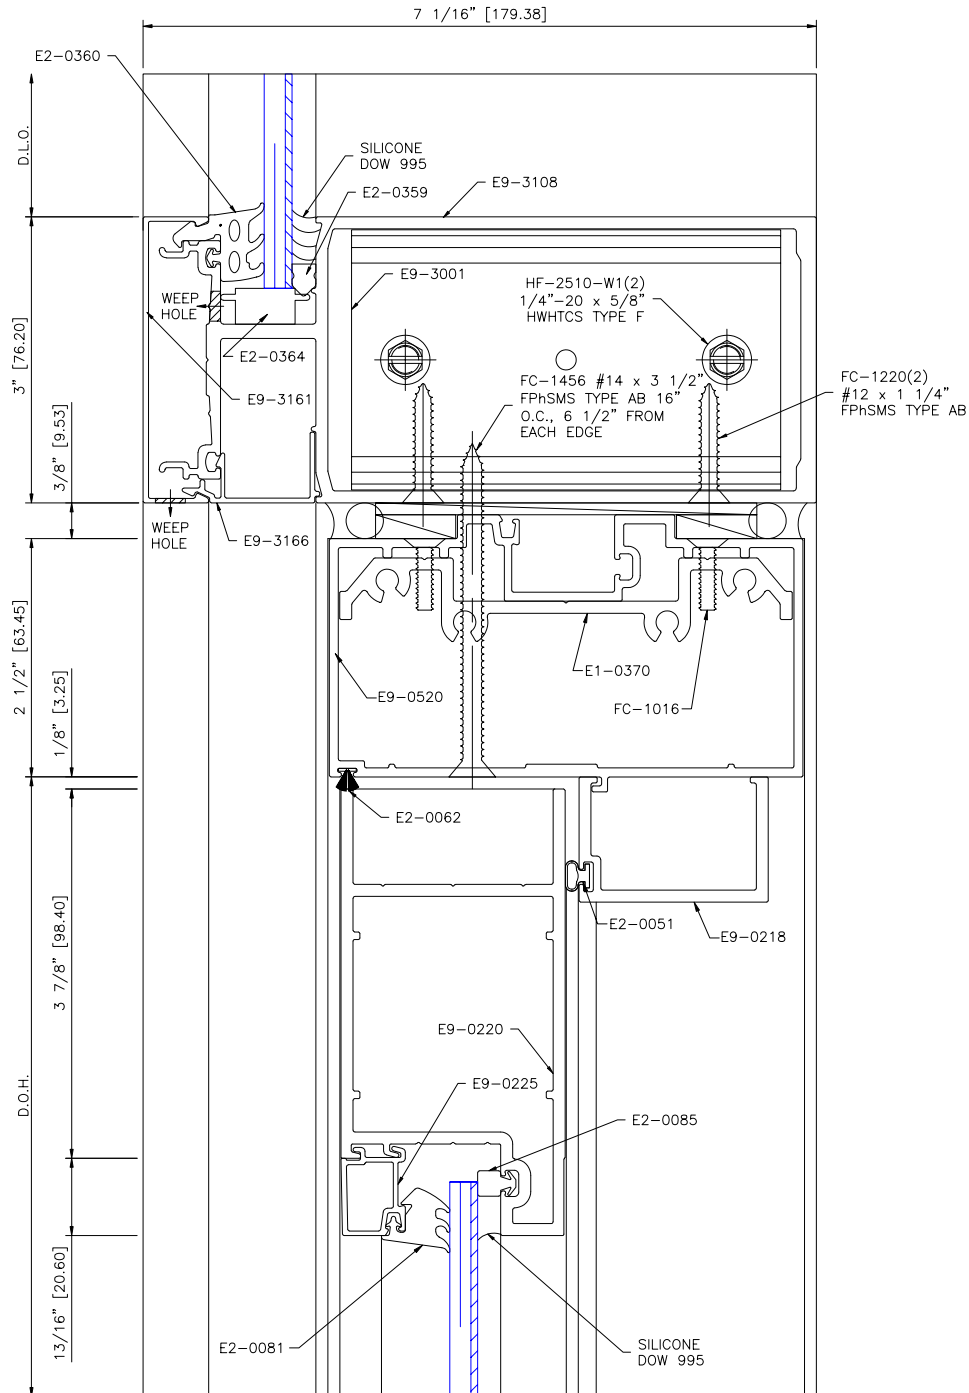 7 1/16” [179.38]
E2-0360
D.L.O.
SILICONE
DOW 995
E2-0359
E9-3108
E9-3001
HF-2510-W1(2)
1/4”-20 x 5/8”
HWHTCS TYPE F
WEEP
HOLE
3” [76.20]
E2-0364
FC-1456 #14 x 3 1/2”
FPhSMS TYPE AB 16”
O.C., 6 1/2” FROM
EACH EDGE
FC-1220(2)
#12 x 1 1/4”
FPhSMS TYPE AB
E9-3161
3/8” [9.53]
WEEP
HOLE
E9-3166
2 1/2” [63.45]
E1-0370
E9-0520
FC-1016
1/8” [3.25]
E2-0062
E2-0051
E9-0218
3 7/8” [98.40]
E9-0220
E9-0225
D.O.H.
E2-0085
13/16” [20.60]
E2-0081
SILICONE
DOW 995